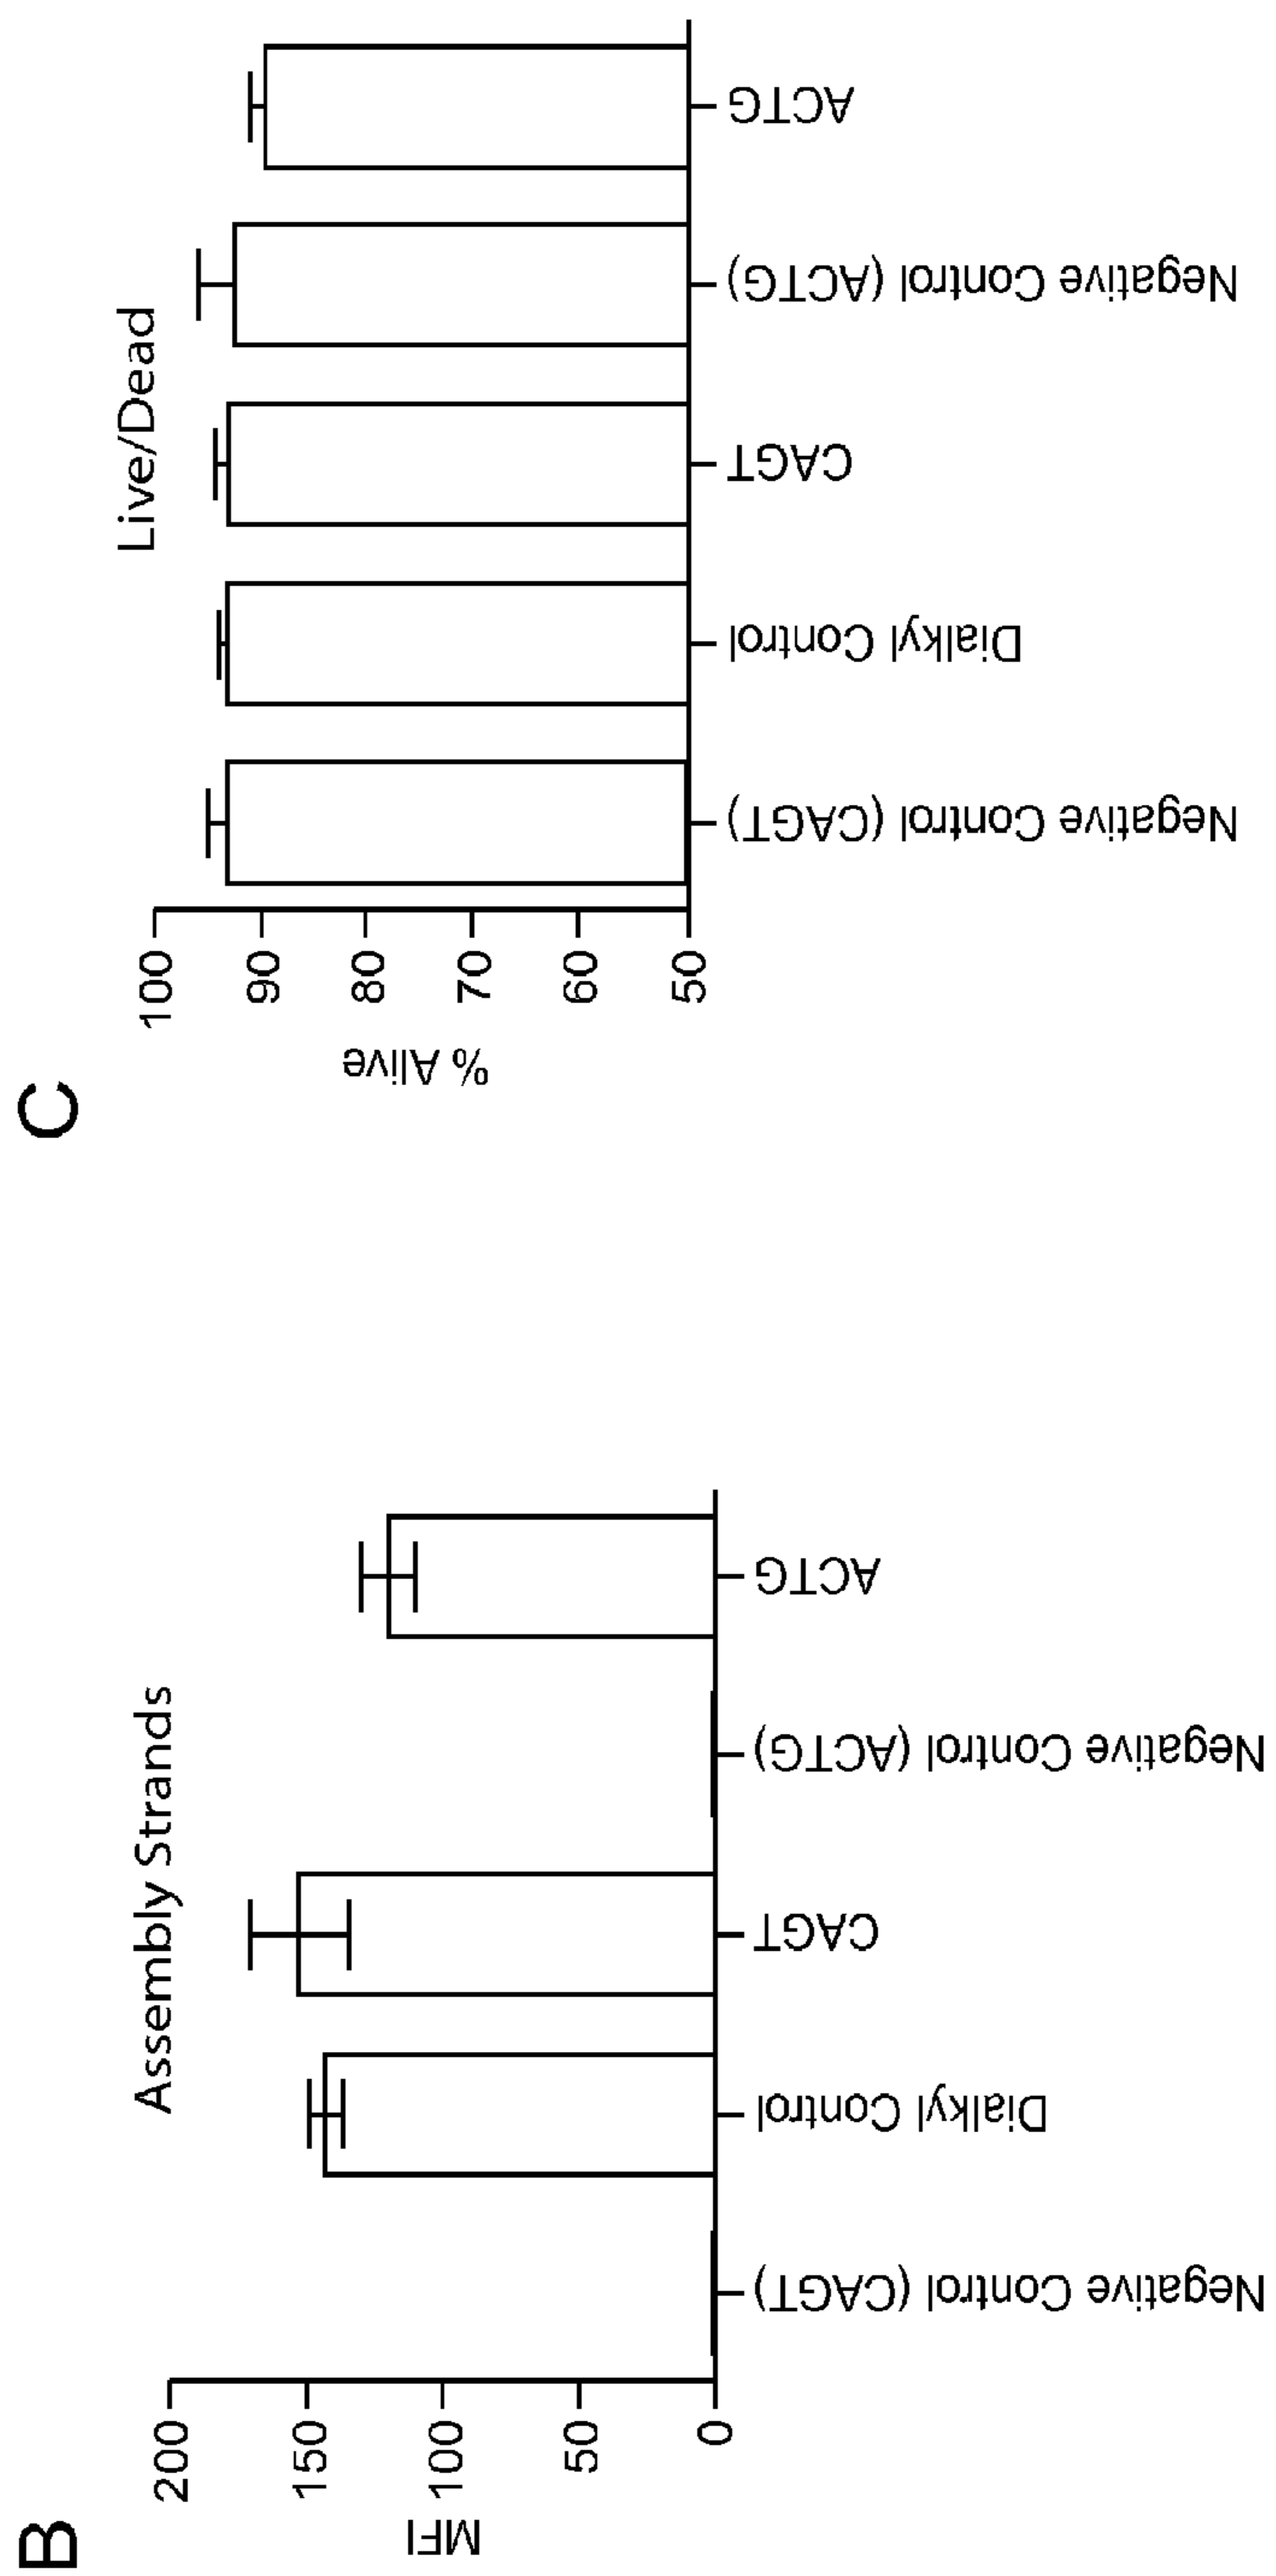 B
Assembly Strands
MFI
200
150
100
50
0
Negative Control (CAGT)
Dialkyl Control
CAGT
Negative Control (ACTG)
ACTG
C
Live/Dead
% Alive
100
90
80
70
60
50
Negative Control (CAGT)
Dialkyl Control
CAGT
Negative Control (ACTG)
ACTG